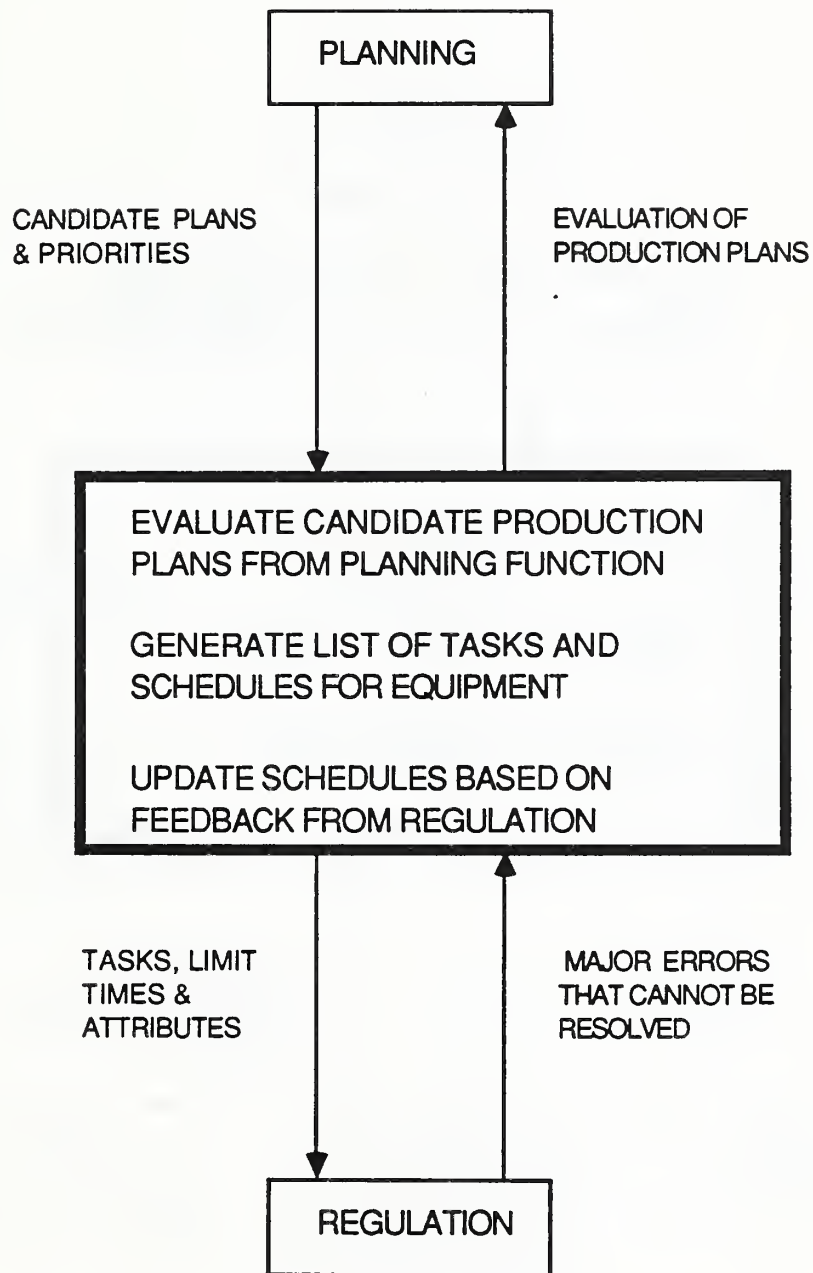 PLANNING
CANDIDATE PLANS
& PRIORITIES
EVALUATION OF
PRODUCTION PLANS
EVALUATE CANDIDATE PRODUCTION
PLANS FROM PLANNING FUNCTION
GENERATE LIST OF TASKS AND
SCHEDULES FOR EQUIPMENT
UPDATE SCHEDULES BASED ON
FEEDBACK FROM REGULATION
TASKS, LIMIT
TIMES &
ATTRIBUTES
MAJOR ERRORS
THAT CANNOT BE
RESOLVED
REGULATION